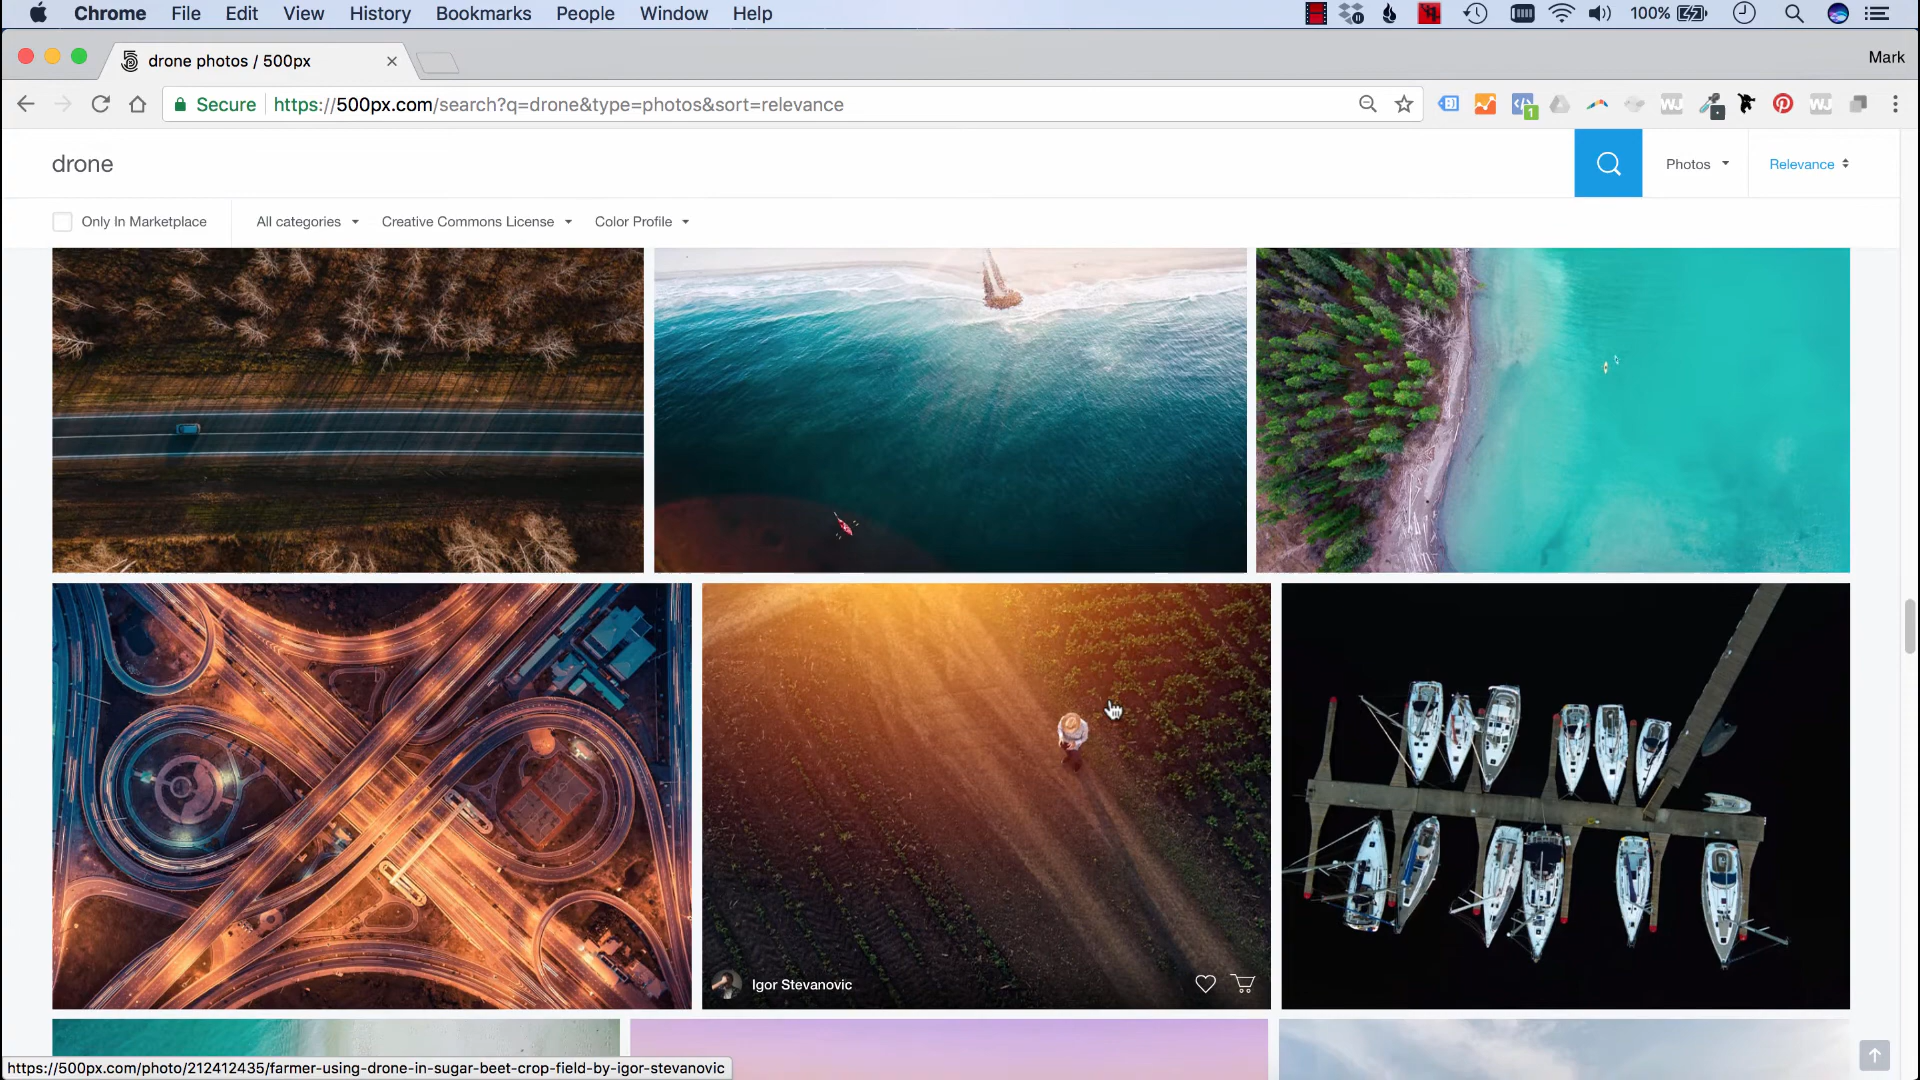 Chrome File Edit View History Bookmarks People Window Help 100%
drone photos / 500px Mark
Secure https://500px.com/search?q=drone&type=photos&sort=relevance
drone Photos Relevance
Only In Marketplace All categories Creative Commons License Color Profile
Igor Stevanovic
https://500px.com/photo/212412435/farmer-using-drone-in-sugar-beet-crop-field-by-igor-stevanovic